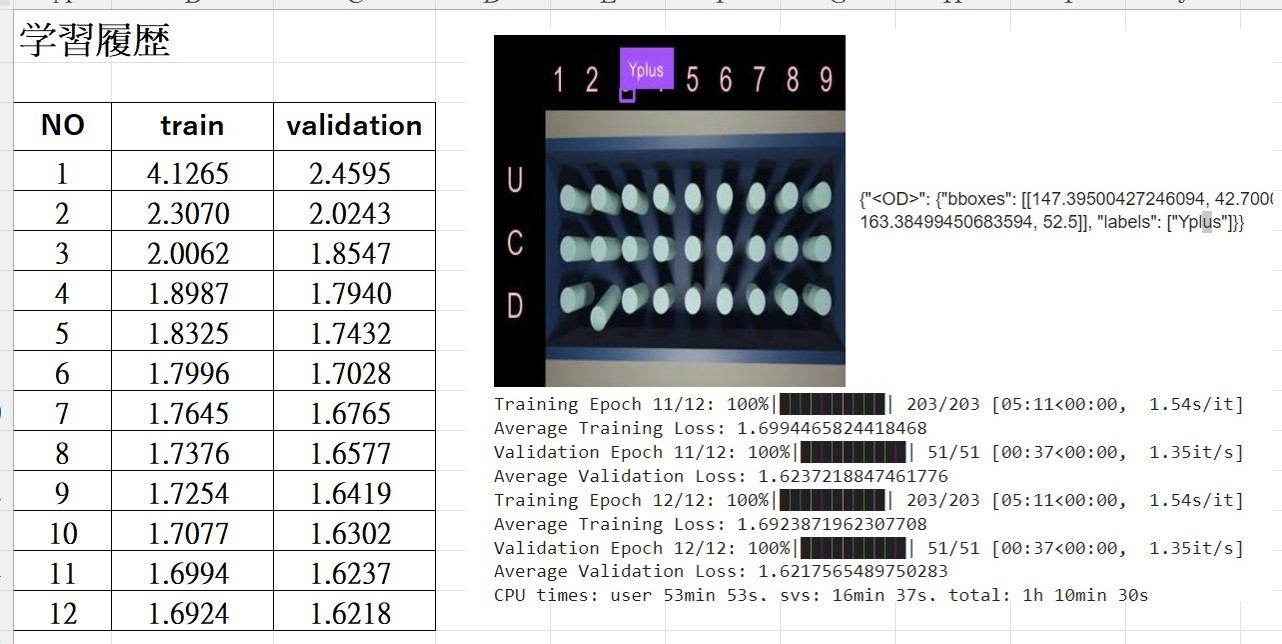 学習履歴
NO train validation
1 4.1265 2.4595
2 2.3070 2.0243
3 2.0062 1.8547
4 1.8987 1.7940
5 1.8325 1.7432
6 1.7996 1.7028
7 1.7645 1.6765
8 1.7376 1.6577
9 1.7254 1.6419
10 1.7077 1.6302
11 1.6994 1.6237
12 1.6924 1.6218
Yplus
1 2 5 6 7 8 9
U
C
D
{"<OD>": {"bboxes": [[147.39500427246094, 42.7000
163.38499450683594, 52.5]], "labels": ["Yplus"]}}
Training Epoch 11/12: 100%|██████████| 203/203 [05:11<00:00, 1.54s/it]
Average Training Loss: 1.6994465824418468
Validation Epoch 11/12: 100%|██████████| 51/51 [00:37<00:00, 1.35it/s]
Average Validation Loss: 1.6237218847461776
Training Epoch 12/12: 100%|██████████| 203/203 [05:11<00:00, 1.54s/it]
Average Training Loss: 1.6923871962307708
Validation Epoch 12/12: 100%|██████████| 51/51 [00:37<00:00, 1.35it/s]
Average Validation Loss: 1.6217565489750283
CPU times: user 53min 53s. svs: 16min 37s. total: 1h 10min 30s